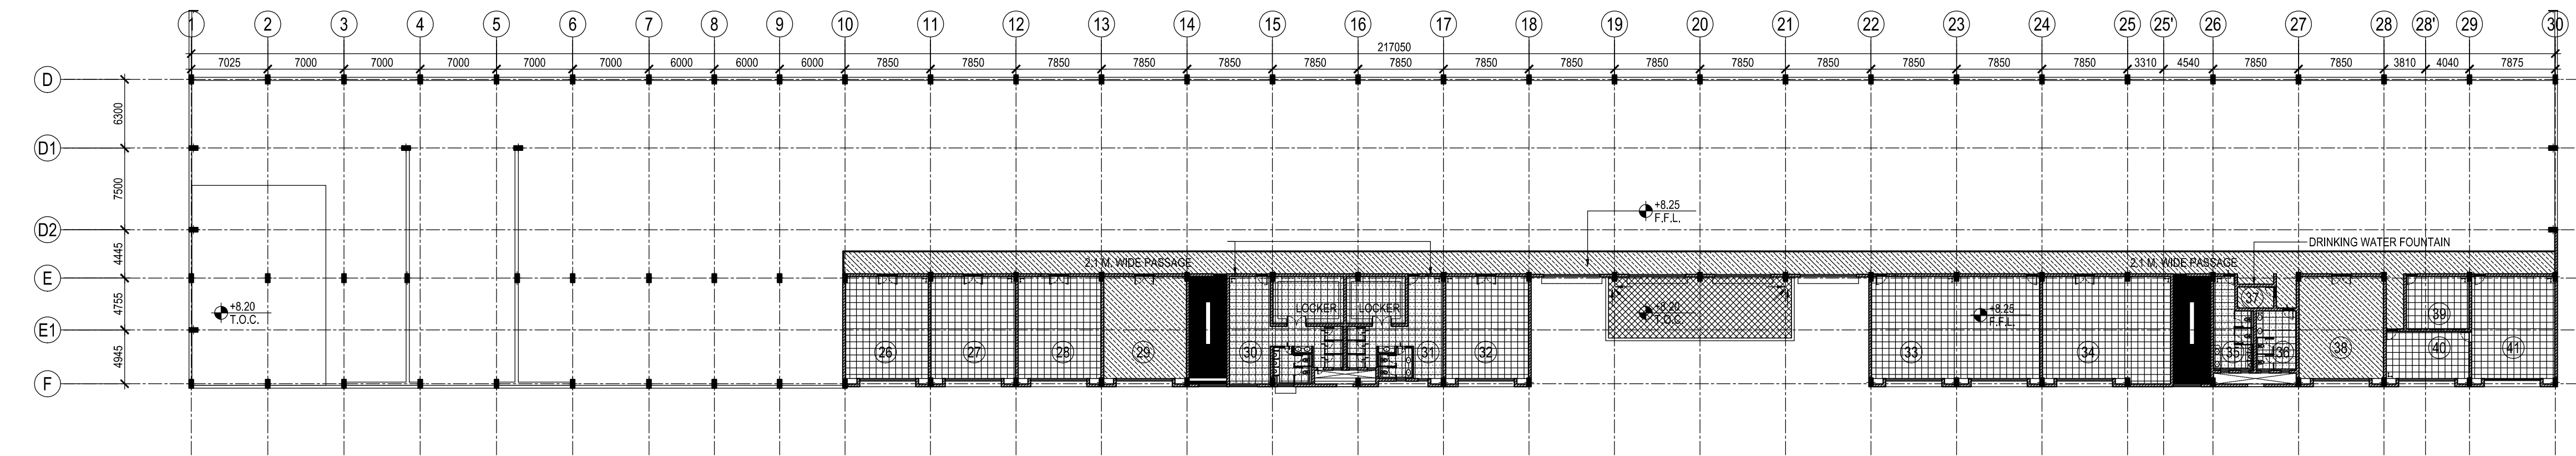 1 2 3 4 5 6 7 8 9 10 11 12 13 14 15 16 17 18 19 20 21 22 23 24 25 25' 26 27 28 28' 29 30
217050
7025 7000 7000 7000 7000 7000 6000 6000 6000 7850 7850 7850 7850 7850 7850 7850 7850 7850 7850 7850 7850 7850 7850 7850 3310 4540 7850 7850 3810 4040 7875
D
6300
D1
7500
D2
4445
E
4755
E1
4945
F
+8.25
F.F.L.
DRINKING WATER FOUNTAIN
2.1 M. WIDE PASSAGE
2.1 M. WIDE PASSAGE
+8.20
T.O.C.
LOCKER LOCKER
+8.20
T.O.C.
+8.25
F.F.L.
37
39
26 27 28 29 30 31 32 33 34 35 36 38 40 41